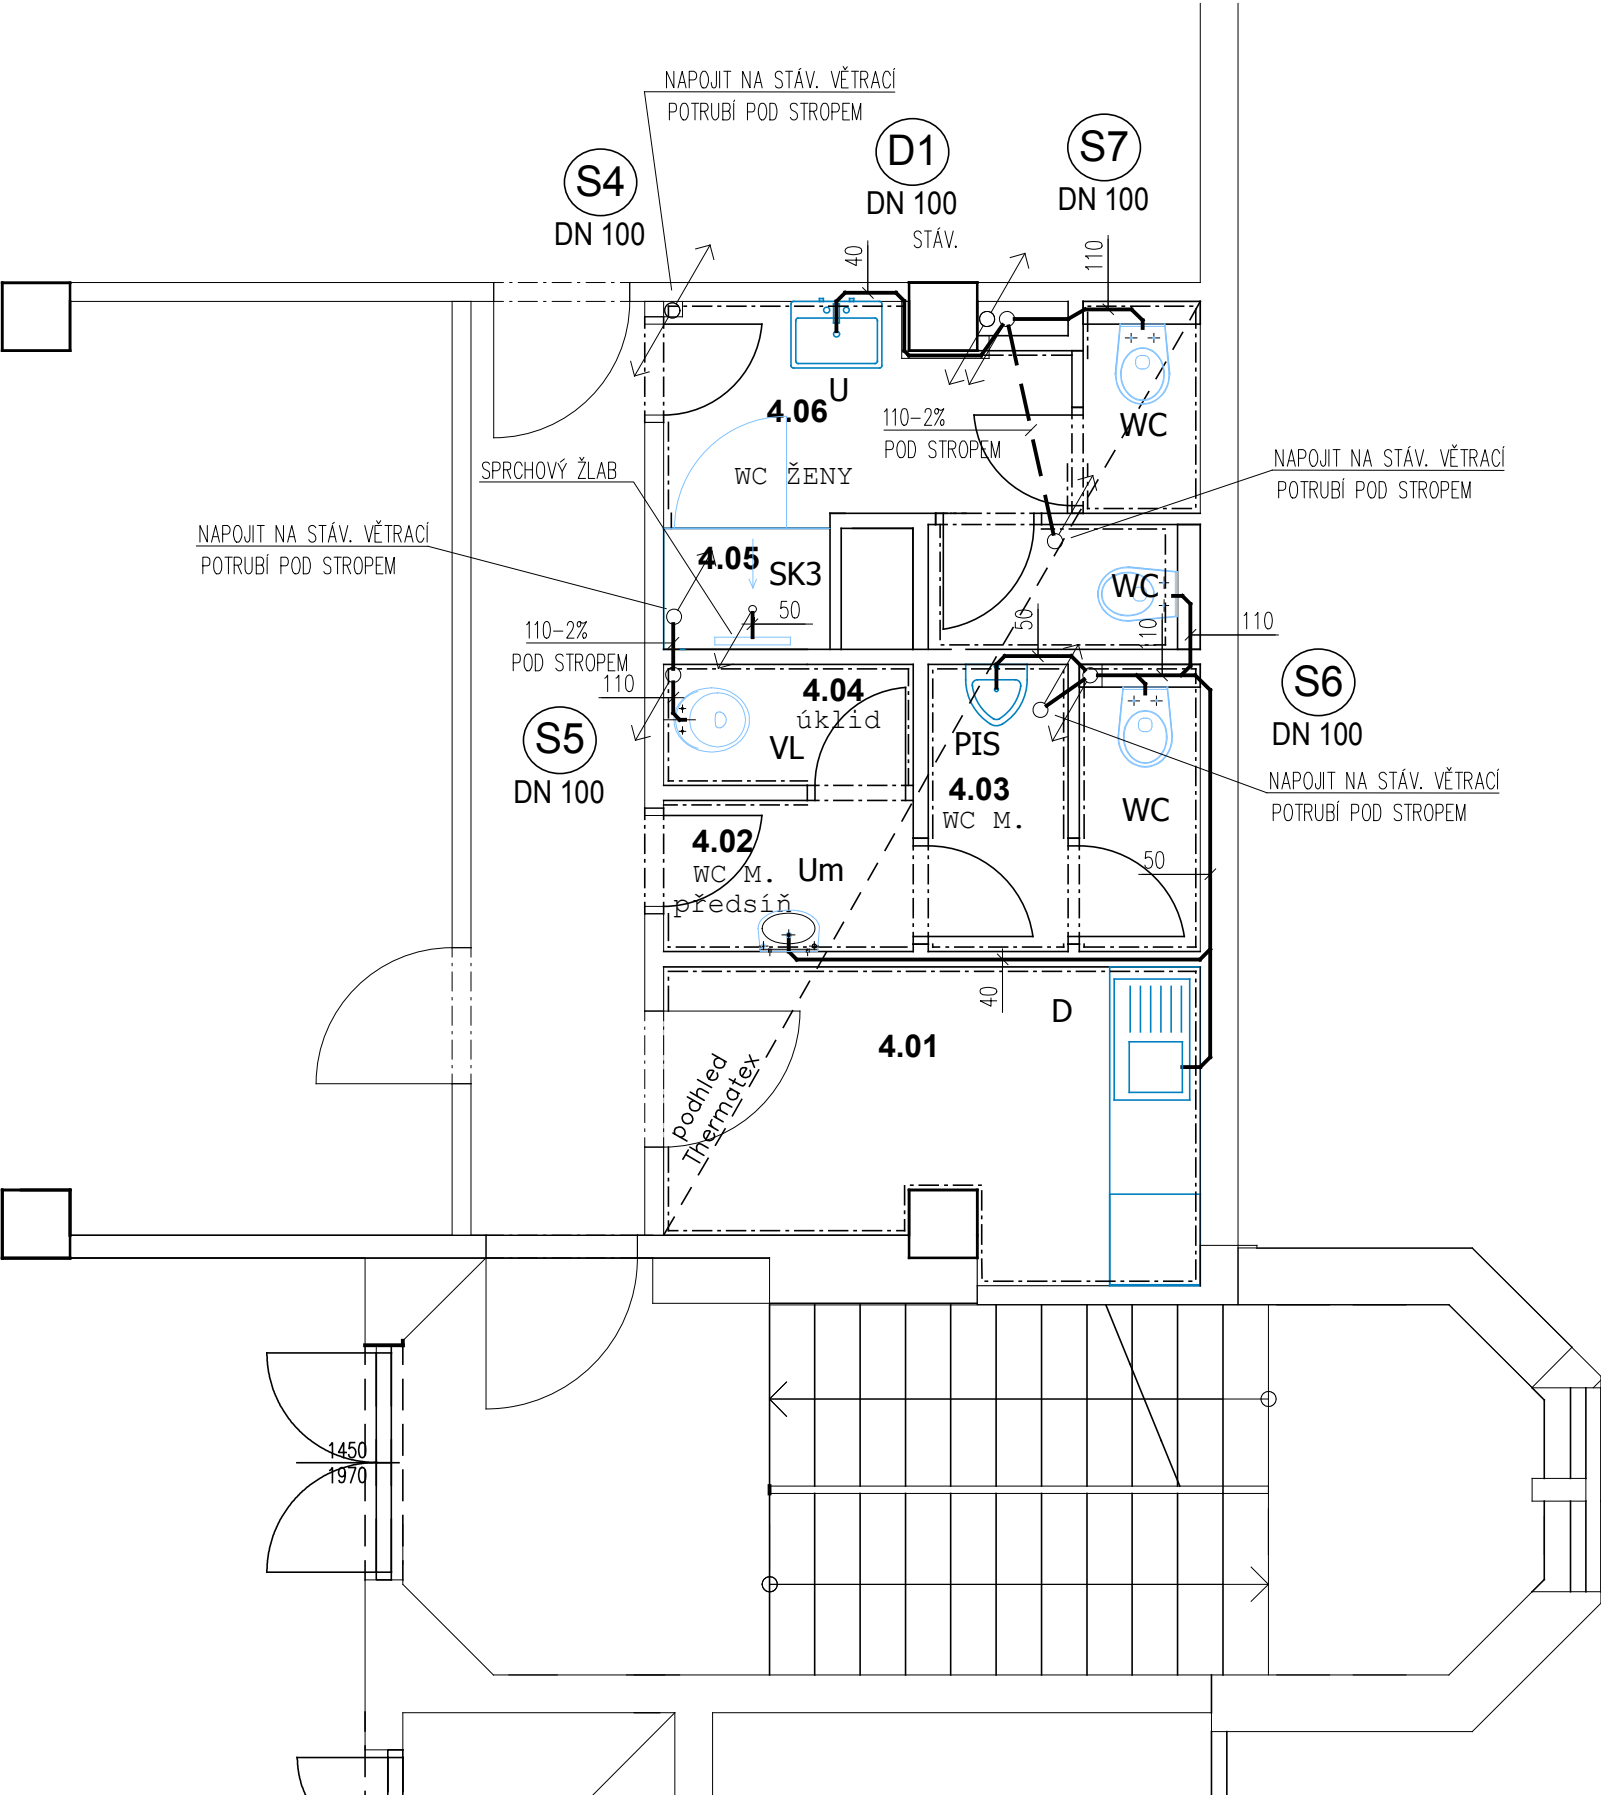 NAPOJIT NA STÁV. VĚTRACÍ
POTRUBÍ POD STROPEM
S4
DN 100
D1
DN 100
STÁV.
S7
DN 100
40
110
U
4.06
WC ŽENY
110-2%
POD STROPEM
WC
SPRCHOVÝ ŽLAB
NAPOJIT NA STÁV. VĚTRACÍ
POTRUBÍ POD STROPEM
NAPOJIT NA STÁV. VĚTRACÍ
POTRUBÍ POD STROPEM
4.05
SK3
50
WC
50
110
110
110-2%
POD STROPEM
110
S5
DN 100
4.04
úklid
VL
PIS
4.03
WC M.
S6
DN 100
NAPOJIT NA STÁV. VĚTRACÍ
POTRUBÍ POD STROPEM
WC
50
4.02
WC M.
předsíň
Um
40
D
4.01
podhled
Thermatex
1450
1970